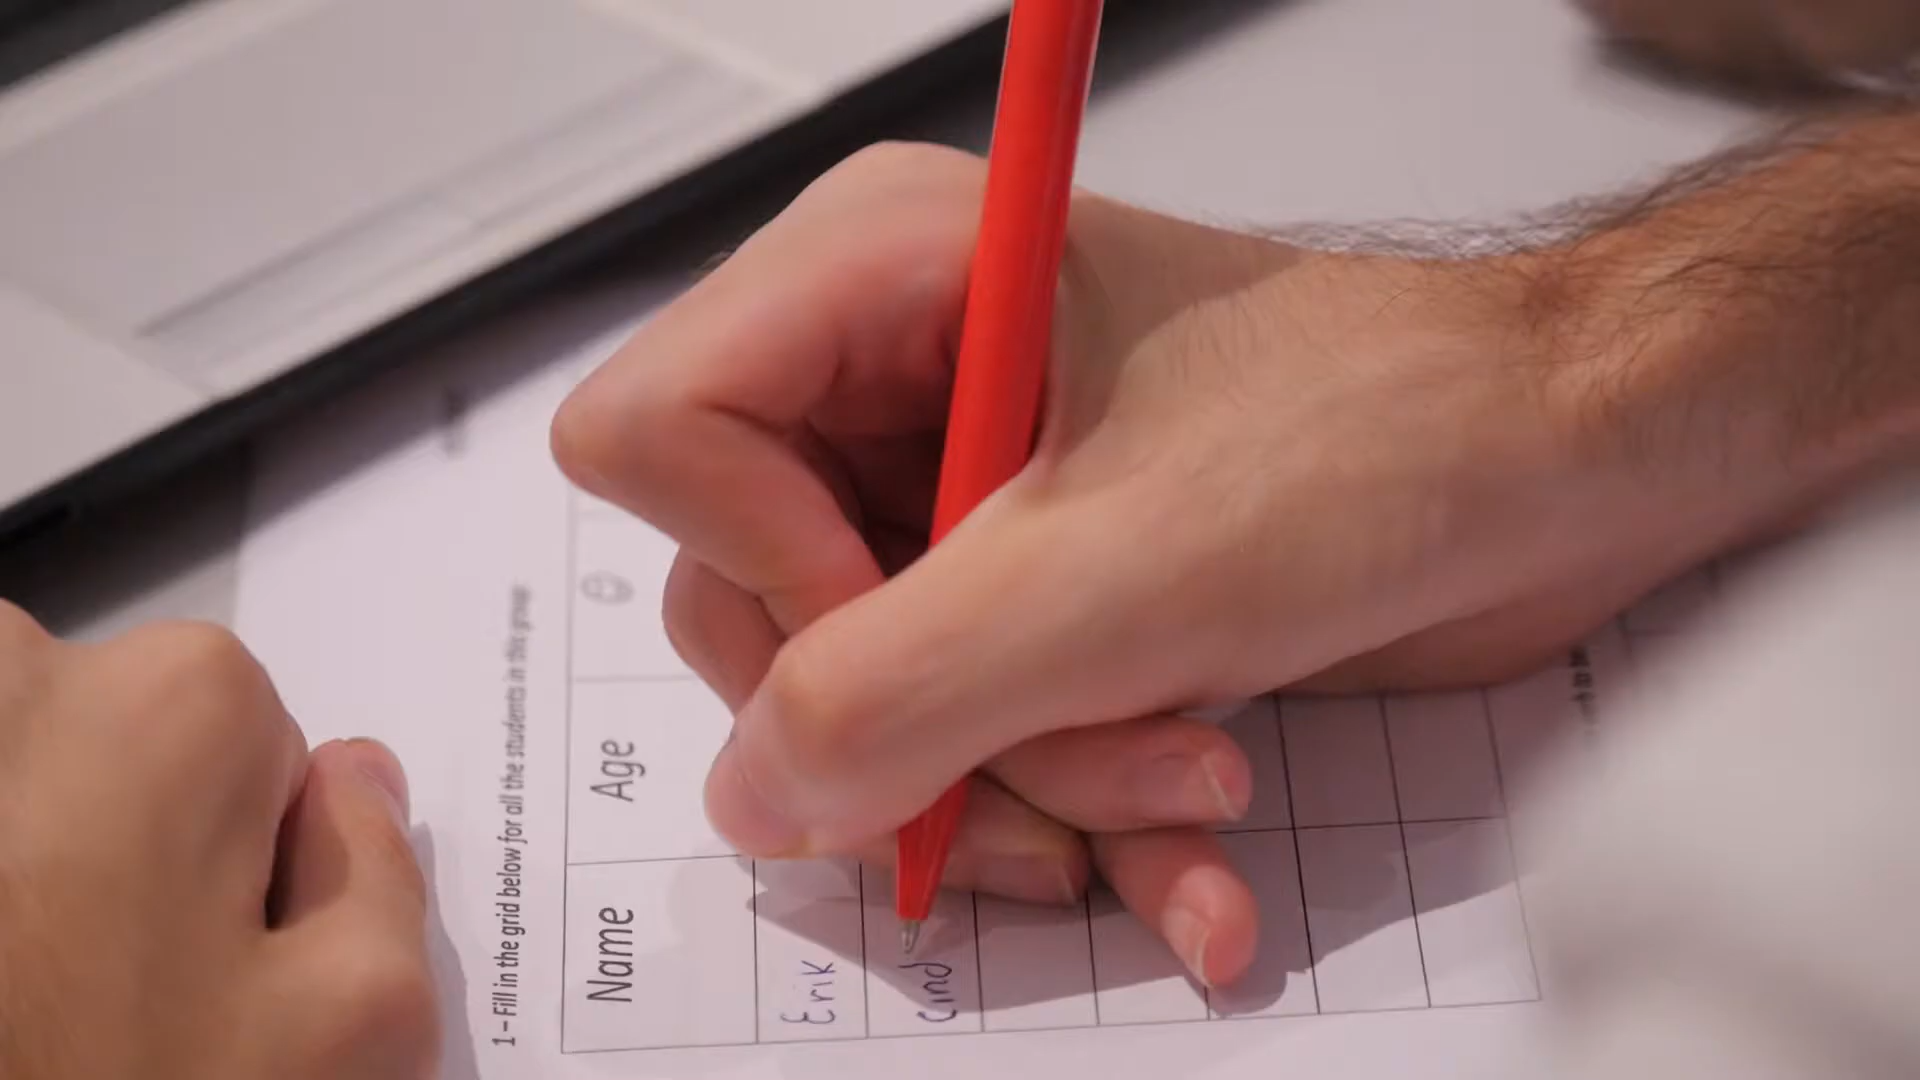 1 – Fill in the grid below for all the students in this group:
Name Age
Erik
Cind